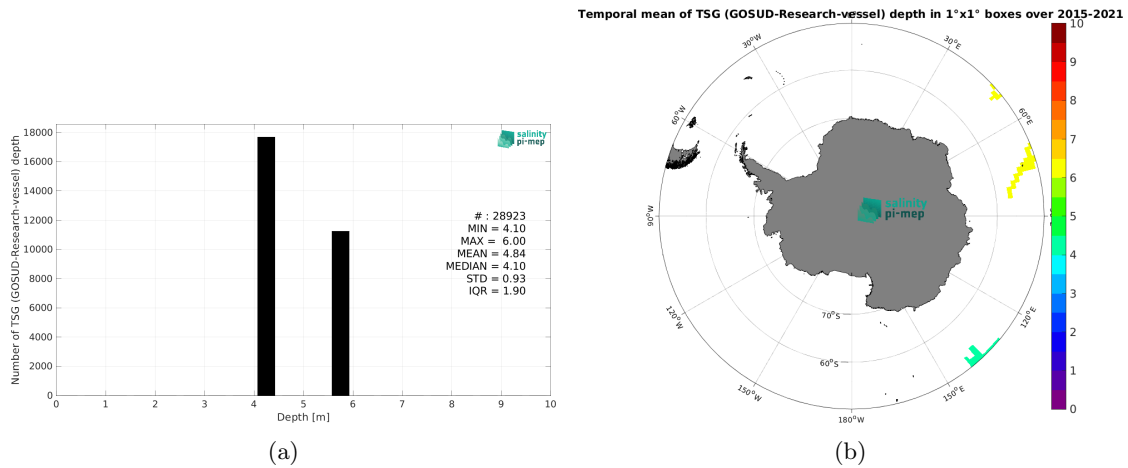 Temporal mean of TSG (GOSUD-Research-vessel) depth in 1°x1° boxes over 2015-2021
Number of TSG (GOSUD-Research-vessel) depth
18000
16000
14000
12000
10000
8000
6000
4000
2000
0
salinity
pi-mep
# : 28923
MIN = 4.10
MAX = 6.00
MEAN = 4.84
MEDIAN = 4.10
STD = 0.93
IQR = 1.90
0 1 2 3 4 5 6 7 8 9 10
Depth [m]
(a)
30°W
30°E
60°W
60°E
90°W
120°W
120°E
150°W
150°E
180°W
70°S
60°S
salinity
pi-mep
10
9
8
7
6
5
4
3
2
1
0
(b)